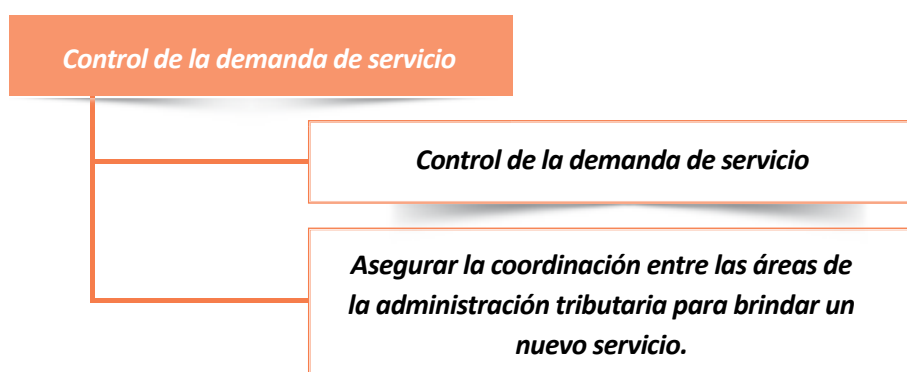 Control de la demanda de servicio
Control de la demanda de servicio
Asegurar la coordinación entre las áreas de
la administración tributaria para brindar un
nuevo servicio.